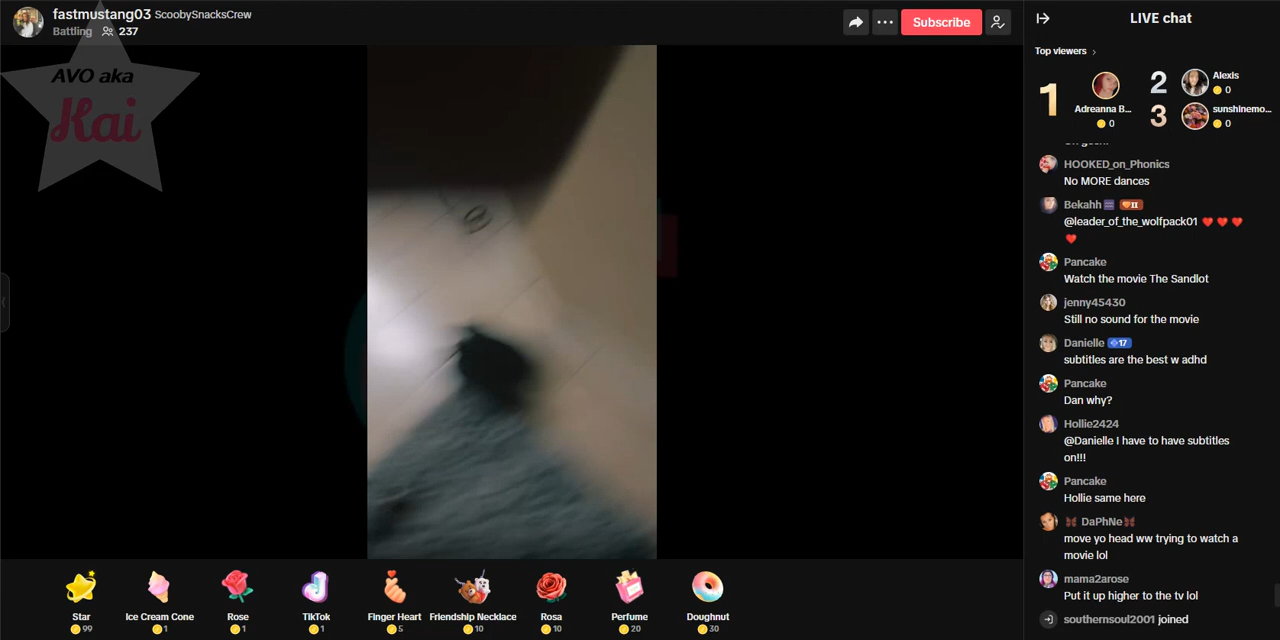 fastmustang03 ScoobySnacksCrew
Battling 237
AVO aka
Kai
Subscribe
LIVE chat
Top viewers
1
Adreanna B...
0
2
Alexis
0
3
sunshinemo...
0
HOOKED_on_Phonics
No MORE dances
Bekahh II
@leader_of_the_wolfpack01 ❤️ ❤️ ❤️
❤️
Pancake
Watch the movie The Sandlot
jenny45430
Still no sound for the movie
Danielle 17
subtitles are the best w adhd
Pancake
Dan why?
Hollie2424
@Danielle I have to have subtitles
on!!!
Pancake
Hollie same here
🦋 DaPhNe🦋
move yo head ww trying to watch a
movie lol
mama2arose
Put it up higher to the tv lol
southernsoul2001 joined
Star
99
Ice Cream Cone
1
Rose
1
TikTok
1
Finger Heart
5
Friendship Necklace
10
Rosa
10
Perfume
20
Doughnut
30